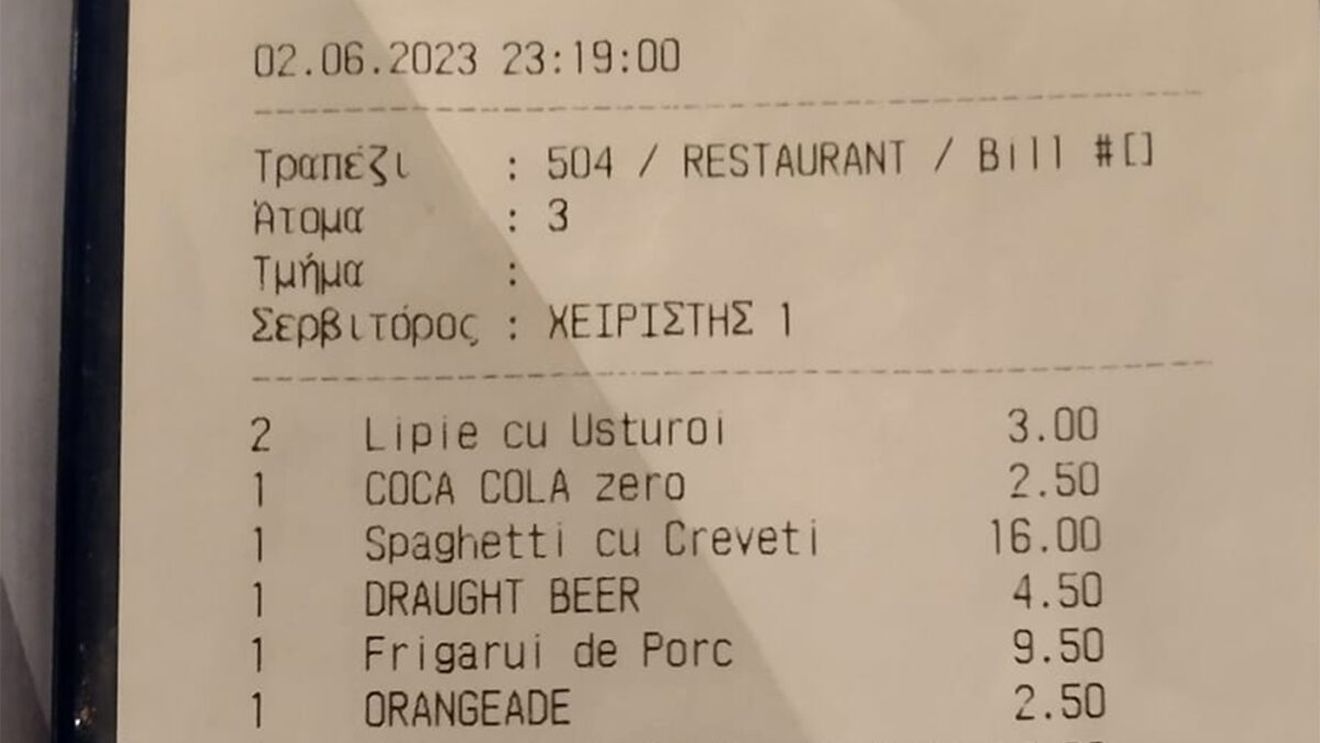 02.06.2023 23:19:00
Τραπέζι : 504 / RESTAURANT / Bill #[]
Άτομα : 3
Τμήμα :
Σερβιτόρος : ΧΕΙΡΙΣΤΗΣ 1
2 Lipie cu Usturoi 3.00
1 COCA COLA zero 2.50
1 Spaghetti cu Creveti 16.00
1 DRAUGHT BEER 4.50
1 Frigarui de Porc 9.50
1 ORANGEADE 2.50